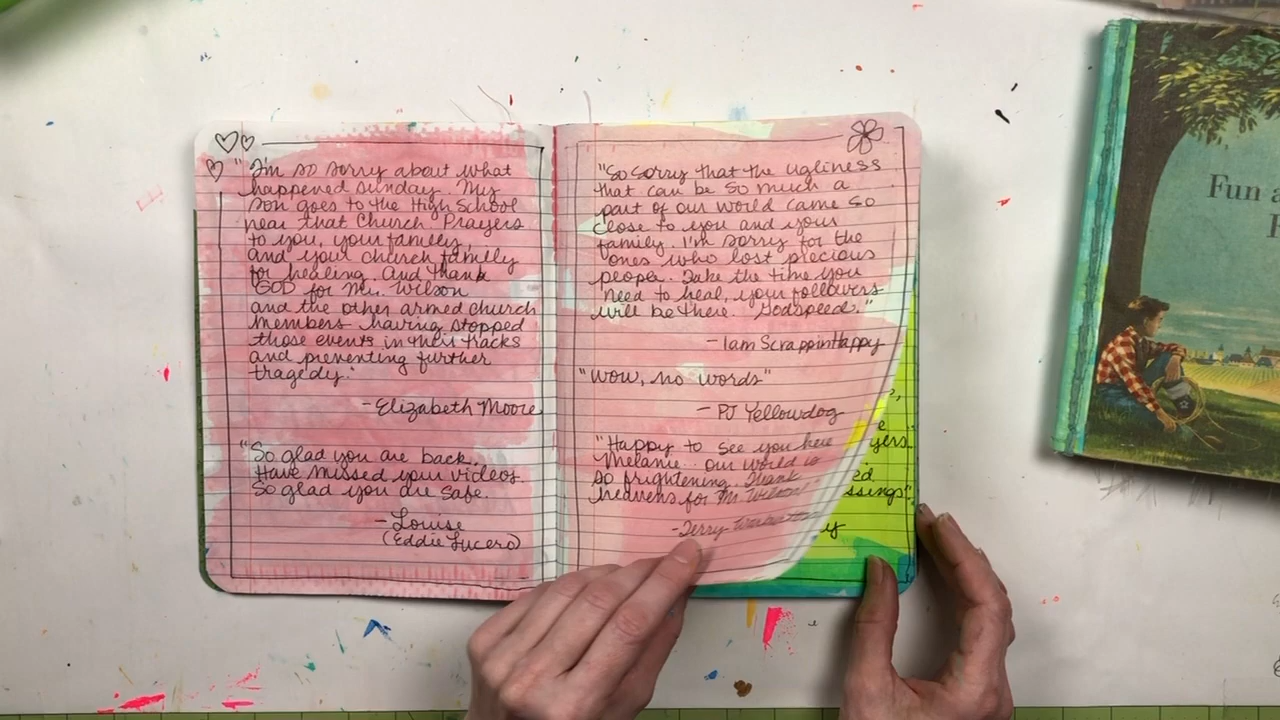 "I'm so sorry about what
happened Sunday. My
son goes to the High School
near that Church. Prayers
to you, your family,
and your church family
for healing. And thank
GOD for Mr. Wilson
and the other armed church
members having stopped
those events in their tracks
and preventing further
tragedy."
- Elizabeth Moore
"So glad you are back.
Have missed your videos.
So glad you are safe.
- Louise
(Eddie Lucero)
"So sorry that the ugliness
that can be so much a
part of our world came so
close to you and your
family. I'm sorry for the
ones who lost precious
people. Take the time you
need to heal, your followers
will be there. Godspeed."
- Iam ScrappinHappy
"Wow, no words"
- PJ Yellowdog
"Happy to see you here
Melanie.. our world is
so frightening. Thank
heavens for Mr. Wilson!
- Terry
e
yers.
ed
ssings".
y
Fun a